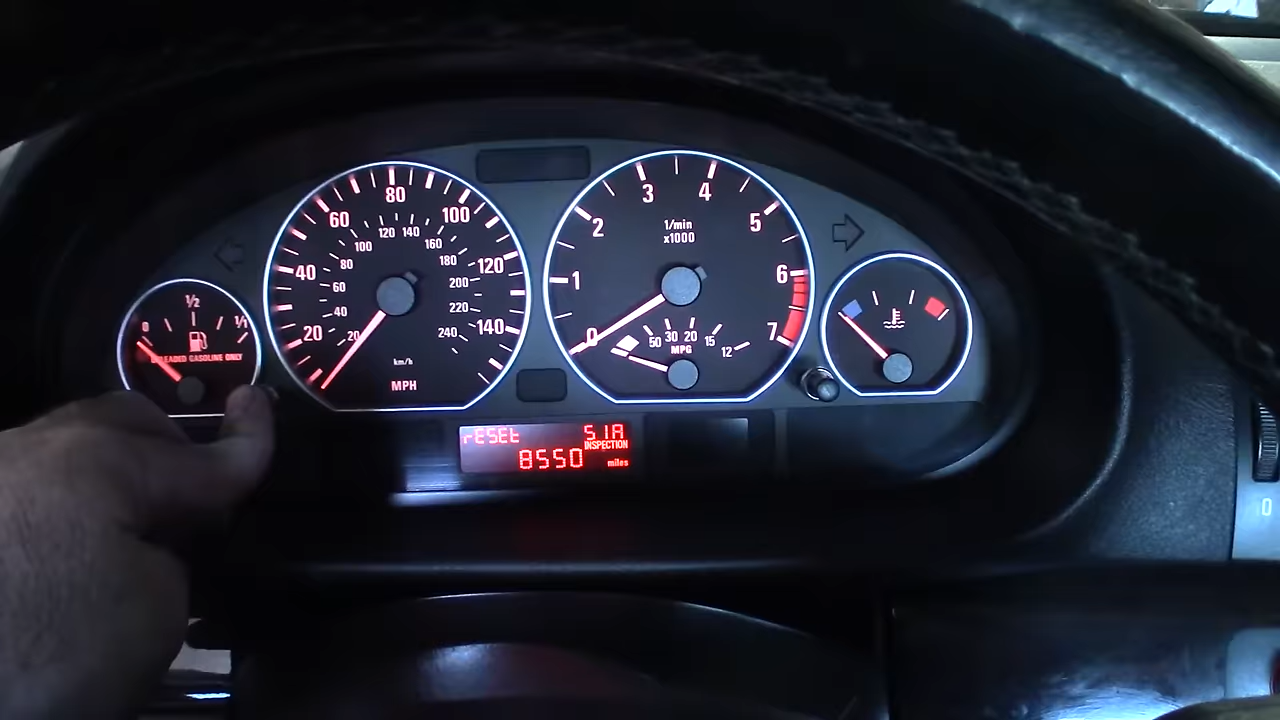 0 ½ 1/1
UNLEADED GASOLINE ONLY
20 40 60 80 100 120 140
20 40 60 80 100 120 140 160 180 200 220 240
km/h
MPH
0 1 2 3 4 5 6 7
1/min
x1000
50 30 20 15 12
MPG
rESEt SIA
INSPECTION
8550 miles
0